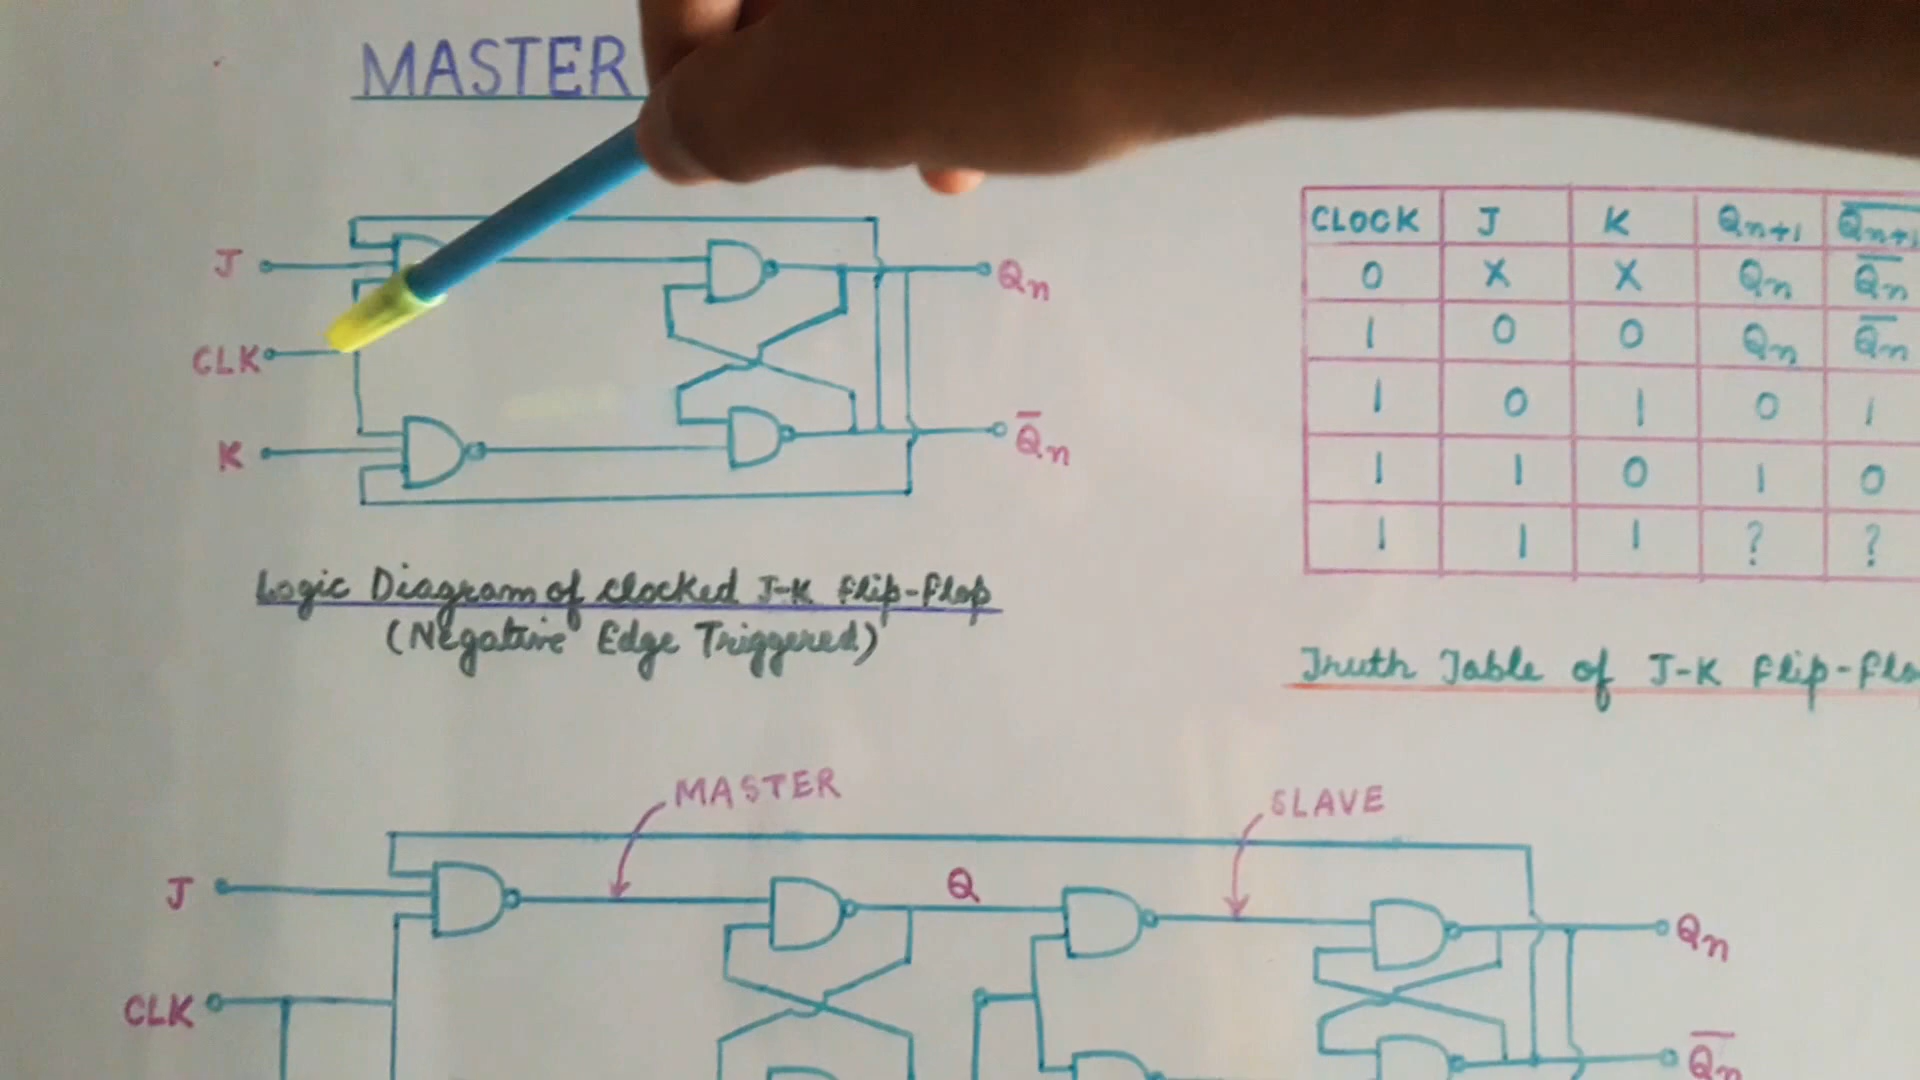 MASTER
J
CLK
K
Qn
Q̅n
Logic Diagram of Clocked J-K Flip-Flop
(Negative Edge Triggered)
CLOCK J K Qn+1 Q̅n+1
0 X X Qn Q̅n
1 0 0 Qn Q̅n
1 0 1 0 1
1 1 0 1 0
1 1 1 ? ?
Truth Table of J-K Flip-Flo
MASTER
SLAVE
J
Q
Qn
CLK
Q̅n